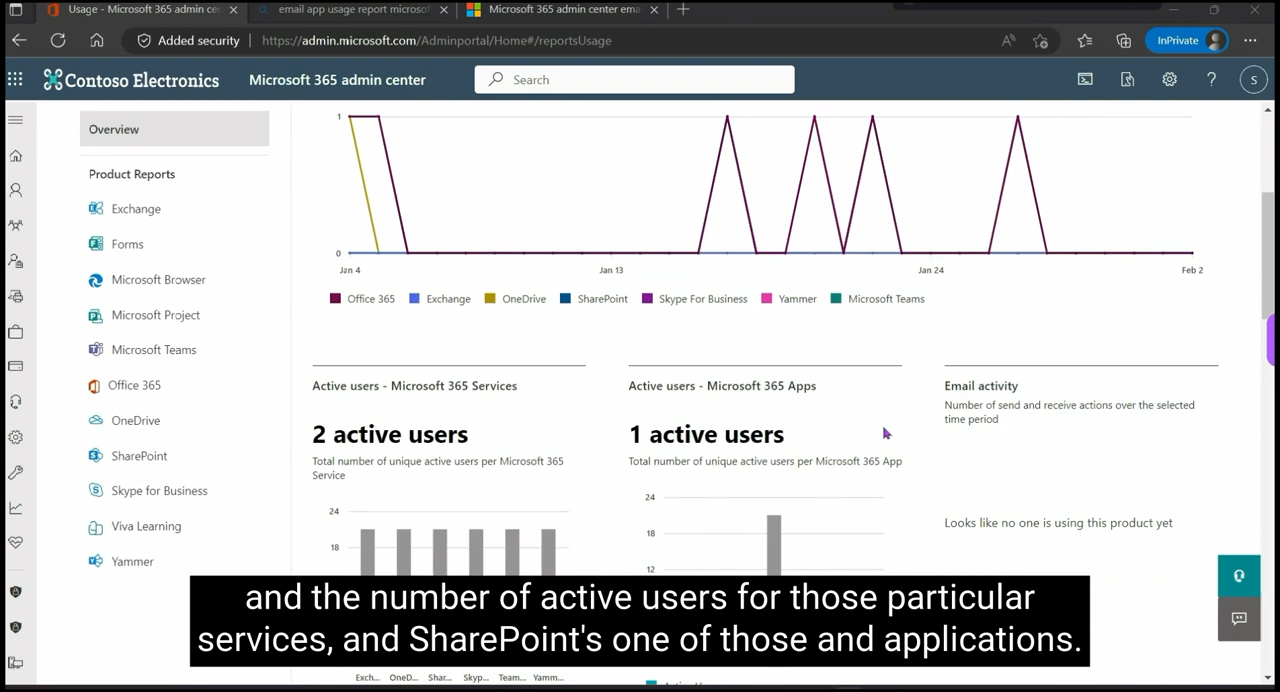 Usage - Microsoft 365 admin cen
email app usage report microsof
Microsoft 365 admin center ema
Added security
https://admin.microsoft.com/Adminportal/Home#/reportsUsage
InPrivate
Contoso Electronics
Microsoft 365 admin center
Search
S
Overview
Product Reports
Exchange
Forms
Microsoft Browser
Microsoft Project
Microsoft Teams
Office 365
OneDrive
SharePoint
Skype for Business
Viva Learning
Yammer
1
0
Jan 4
Jan 13
Jan 24
Feb 2
Office 365
Exchange
OneDrive
SharePoint
Skype For Business
Yammer
Microsoft Teams
Active users - Microsoft 365 Services
2 active users
Total number of unique active users per Microsoft 365
Service
24
18
Exch...
OneD...
Shar...
Skyp...
Team...
Yamm...
Active users - Microsoft 365 Apps
1 active users
Total number of unique active users per Microsoft 365 App
24
18
12
Email activity
Number of send and receive actions over the selected
time period
Looks like no one is using this product yet
and the number of active users for those particular
services, and SharePoint's one of those and applications.